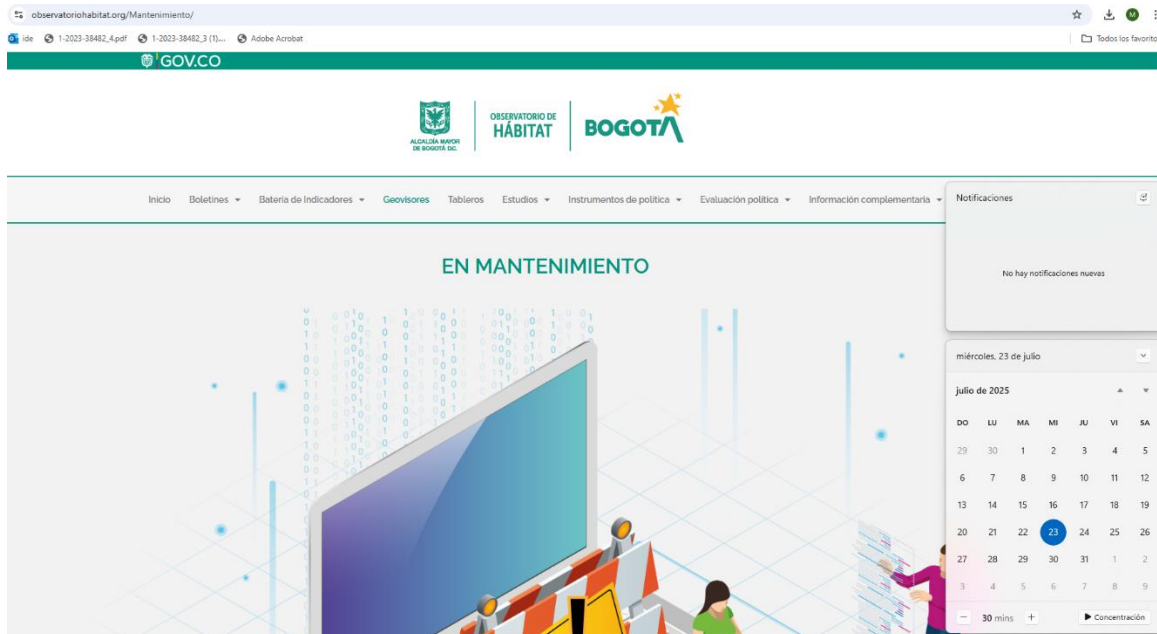 observatoriohabitat.org/Mantenimiento/
M
ide 1-2023-38482_4.pdf 1-2023-38482_3 (1).... Adobe Acrobat Todos los favorito
GOV.CO
ALCALDÍA MAYOR
DE BOGOTÁ D.C.
OBSERVATORIO DE
HÁBITAT
BOGOTÁ
Inicio Boletines Batería de Indicadores Geovisores Tableros Estudios Instrumentos de política Evaluación política Información complementaria
EN MANTENIMIENTO
Notificaciones
No hay notificaciones nuevas
miércoles, 23 de julio
julio de 2025
DO LU MA MI JU VI SA
29 30 1 2 3 4 5
6 7 8 9 10 11 12
13 14 15 16 17 18 19
20 21 22 23 24 25 26
27 28 29 30 31 1 2
3 4 5 6 7 8 9
30 mins Concentración